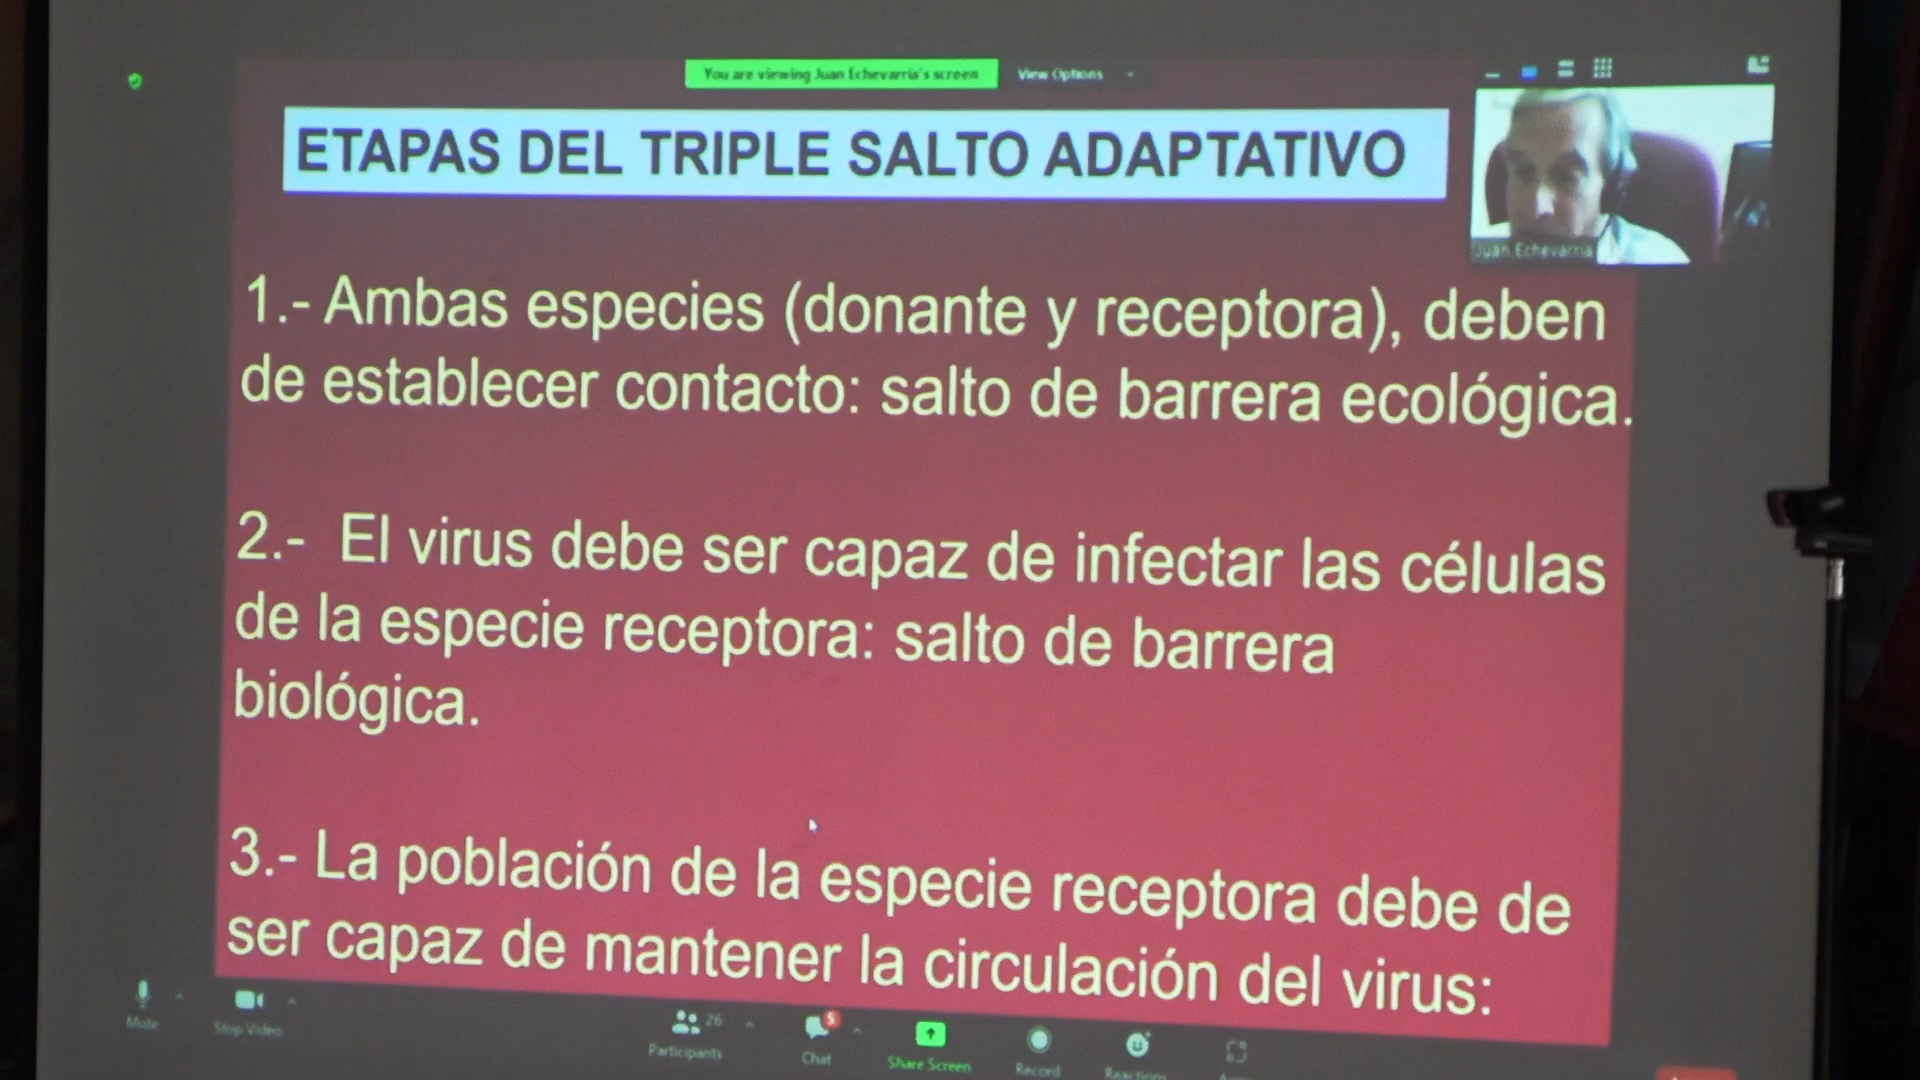 You are viewing Juan Echevarria's screen
View Options
ETAPAS DEL TRIPLE SALTO ADAPTATIVO
Juan Echevarria
1.- Ambas especies (donante y receptora), deben
de establecer contacto: salto de barrera ecológica.
2.- El virus debe ser capaz de infectar las células
de la especie receptora: salto de barrera
biológica.
3.- La población de la especie receptora debe de
ser capaz de mantener la circulación del virus:
Mute
Stop Video
26
Participants
5
Chat
Share Screen
Record
Reactions